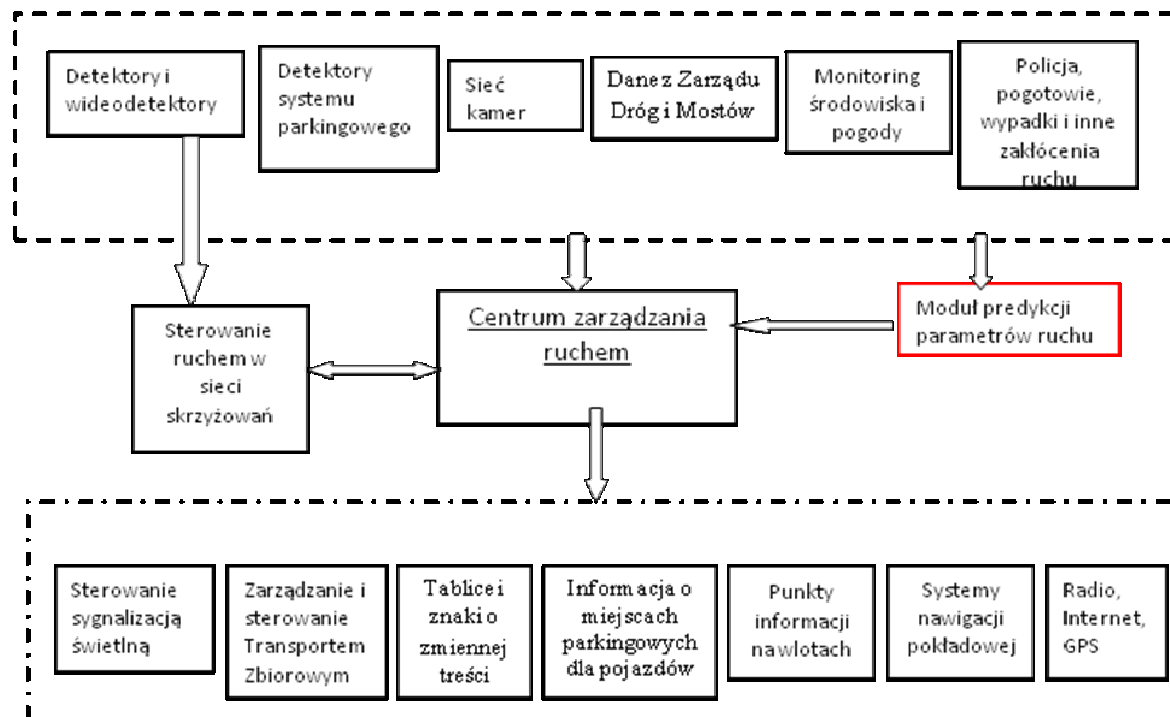 Detektory i
wideodetektory
Detektory
systemu
parkingowego
Sieć
kamer
Dane z Zarządu
Dróg i Mostów
Monitoring
środowiska i
pogody
Policja,
pogotowie,
wypadki i inne
zakłócenia
ruchu
Sterowanie
ruchem w
sieci
skrzyżowań
Centrum zarządzania
ruchem
Moduł predykcji
parametrów ruchu
Sterowanie
sygnalizacją
świetlną
Zarządzanie i
sterowanie
Transportem
Zbiorowym
Tablice i
znaki o
zmiennej
treści
Informacja o
miejscach
parkingowych
dla pojazdów
Punkty
informacji
na wlotach
Systemy
nawigacji
pokładowej
Radio,
Internet,
GPS